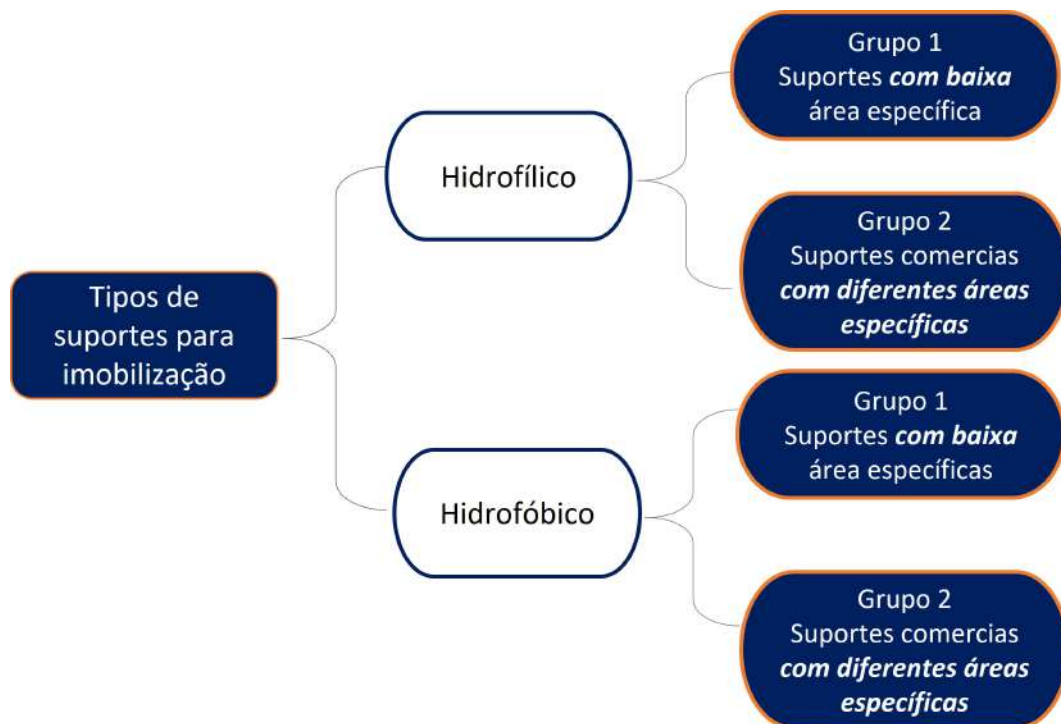 Tipos de
suportes para
imobilização
Hidrofílico
Grupo 1
Suportes com baixa
área específica
Grupo 2
Suportes comercias
com diferentes áreas
específicas
Hidrofóbico
Grupo 1
Suportes com baixa
área específicas
Grupo 2
Suportes comercias
com diferentes áreas
específicas